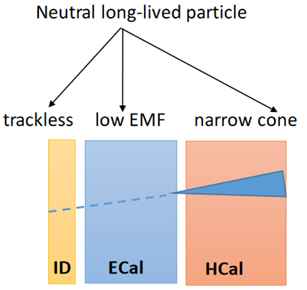 Neutral long-lived particle
trackless low EMF narrow cone
ID ECal HCal